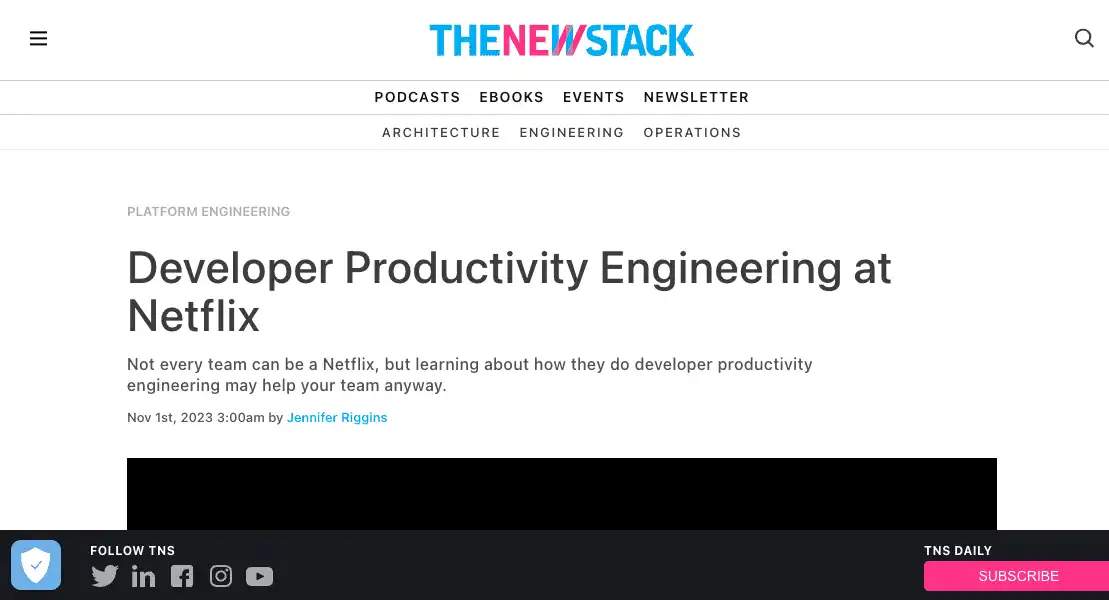 THENEWSTACK
PODCASTS EBOOKS EVENTS NEWSLETTER
ARCHITECTURE ENGINEERING OPERATIONS
PLATFORM ENGINEERING
Developer Productivity Engineering at
Netflix
Not every team can be a Netflix, but learning about how they do developer productivity
engineering may help your team anyway.
Nov 1st, 2023 3:00am by Jennifer Riggins
FOLLOW TNS
TNS DAILY
SUBSCRIBE